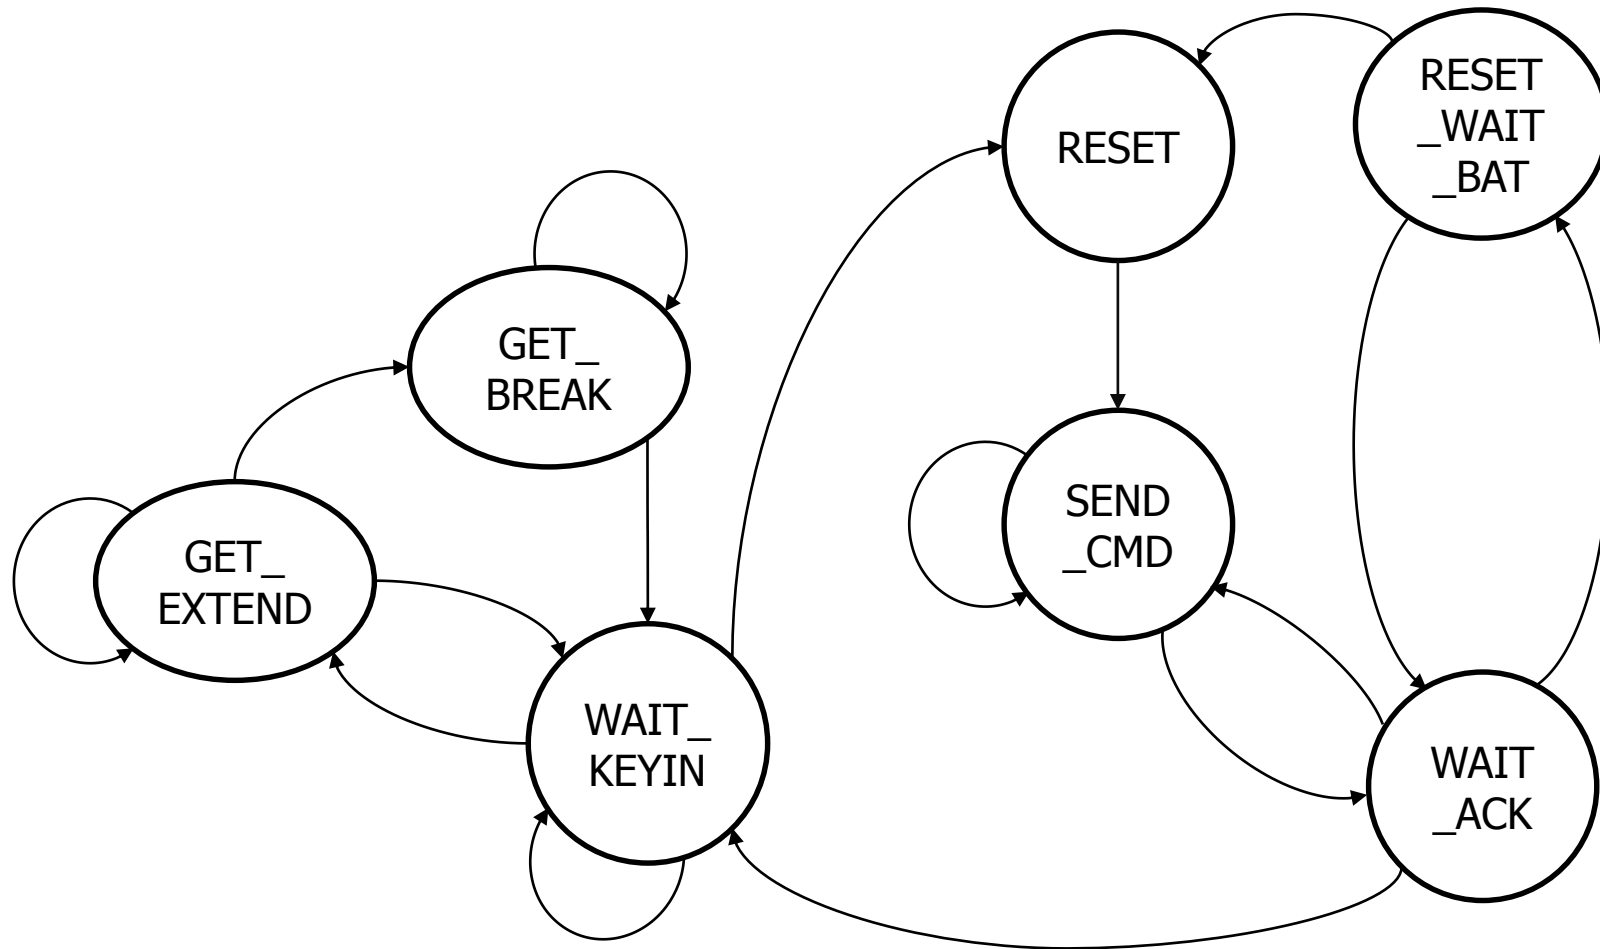 RESET
RESET
_WAIT
_BAT
GET_
BREAK
SEND
_CMD
GET_
EXTEND
WAIT_
KEYIN
WAIT
_ACK